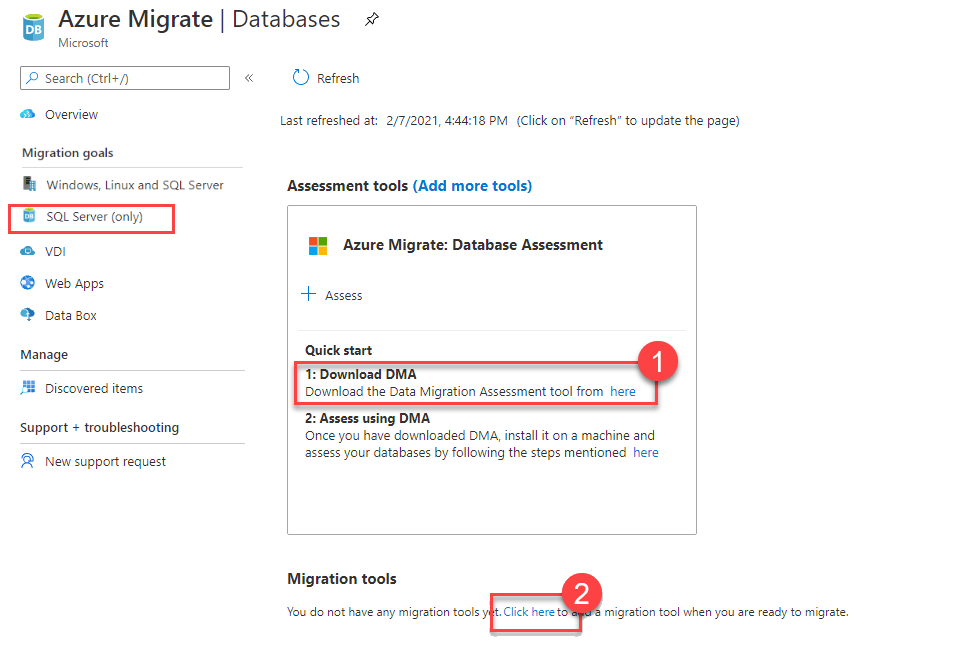 Azure Migrate | Databases
Microsoft
Search (Ctrl+/)
«
Refresh
Overview
Last refreshed at: 2/7/2021, 4:44:18 PM (Click on “Refresh” to update the page)
Migration goals
Windows, Linux and SQL Server
DB SQL Server (only)
VDI
Web Apps
Data Box
Manage
Discovered items
Support + troubleshooting
New support request
Assessment tools (Add more tools)
Azure Migrate: Database Assessment
Assess
Quick start
1
1: Download DMA
Download the Data Migration Assessment tool from here
2: Assess using DMA
Once you have downloaded DMA, install it on a machine and
assess your databases by following the steps mentioned here
Migration tools
2
You do not have any migration tools yet. Click here to add a migration tool when you are ready to migrate.